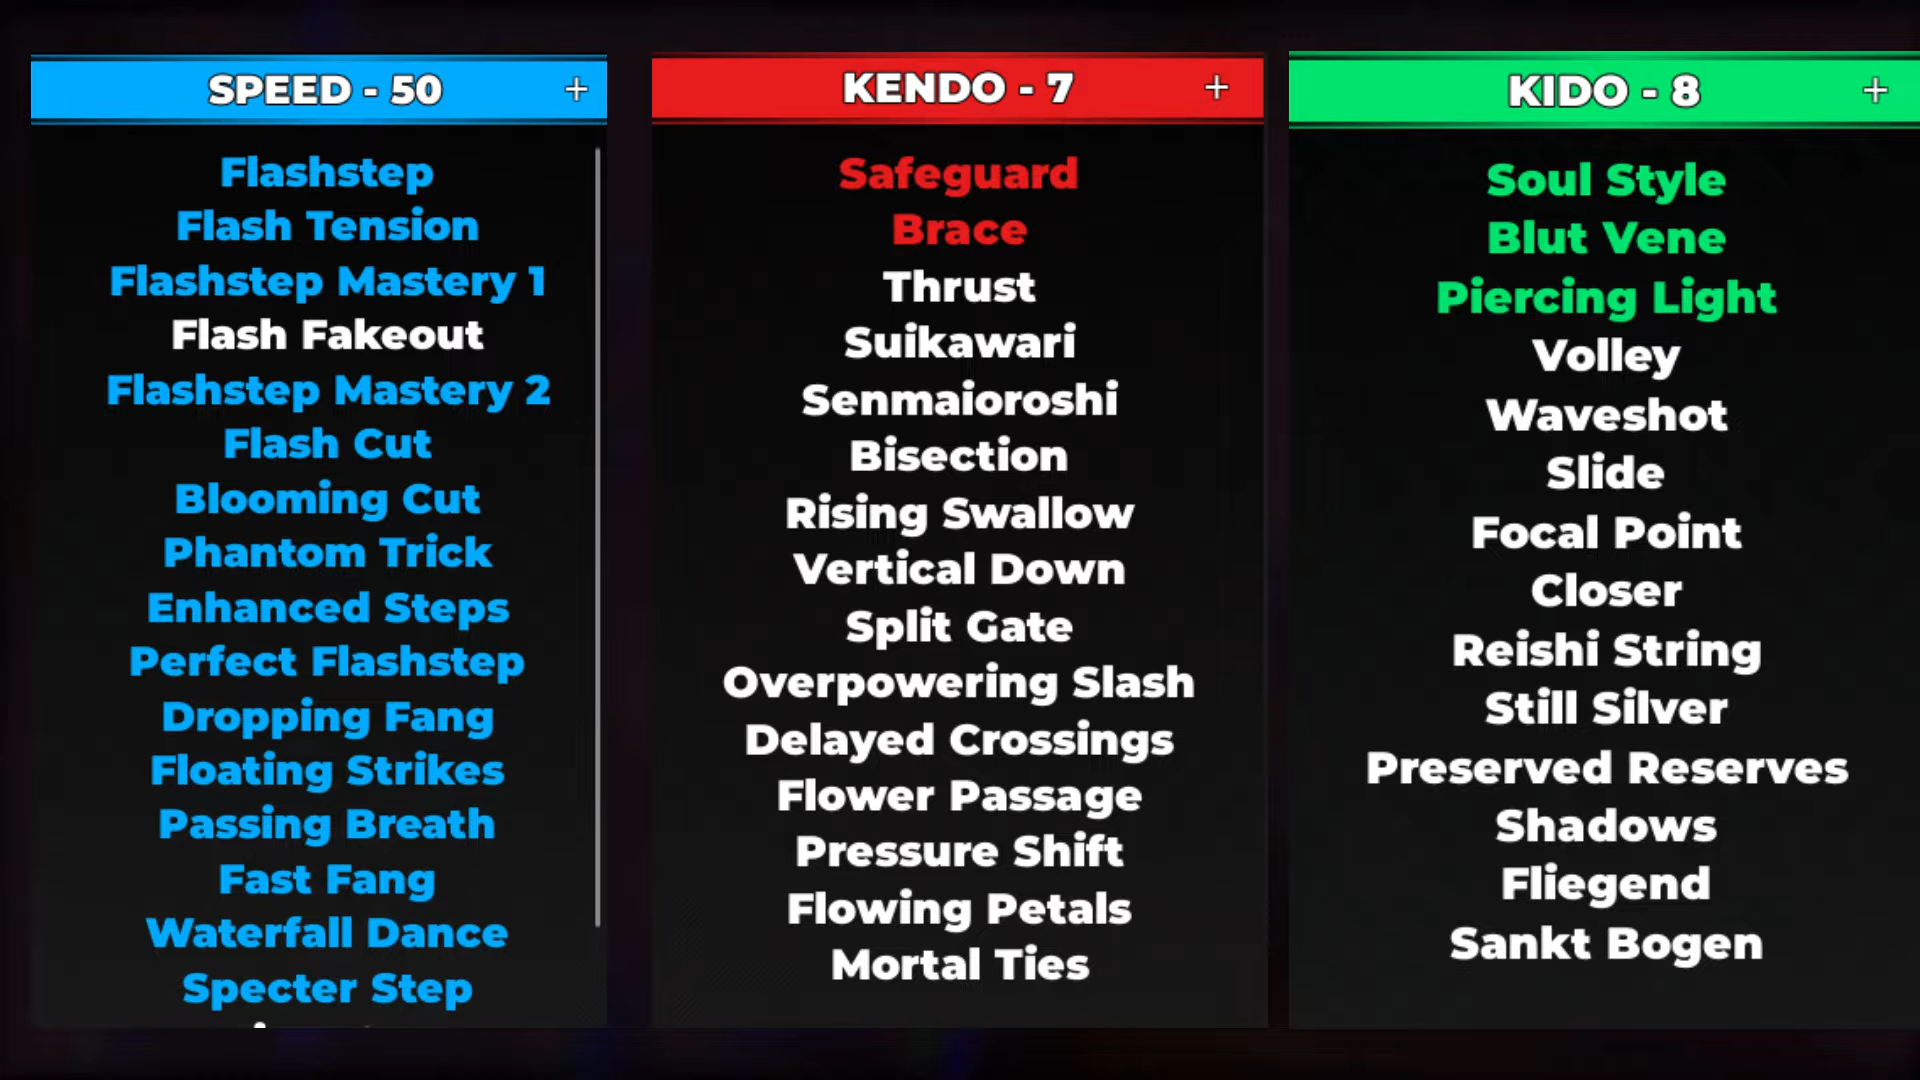 SPEED - 50 +
Flashstep
Flash Tension
Flashstep Mastery 1
Flash Fakeout
Flashstep Mastery 2
Flash Cut
Blooming Cut
Phantom Trick
Enhanced Steps
Perfect Flashstep
Dropping Fang
Floating Strikes
Passing Breath
Fast Fang
Waterfall Dance
Specter Step
KENDO - 7 +
Safeguard
Brace
Thrust
Suikawari
Senmaioroshi
Bisection
Rising Swallow
Vertical Down
Split Gate
Overpowering Slash
Delayed Crossings
Flower Passage
Pressure Shift
Flowing Petals
Mortal Ties
KIDO - 8 +
Soul Style
Blut Vene
Piercing Light
Volley
Waveshot
Slide
Focal Point
Closer
Reishi String
Still Silver
Preserved Reserves
Shadows
Fliegend
Sankt Bogen